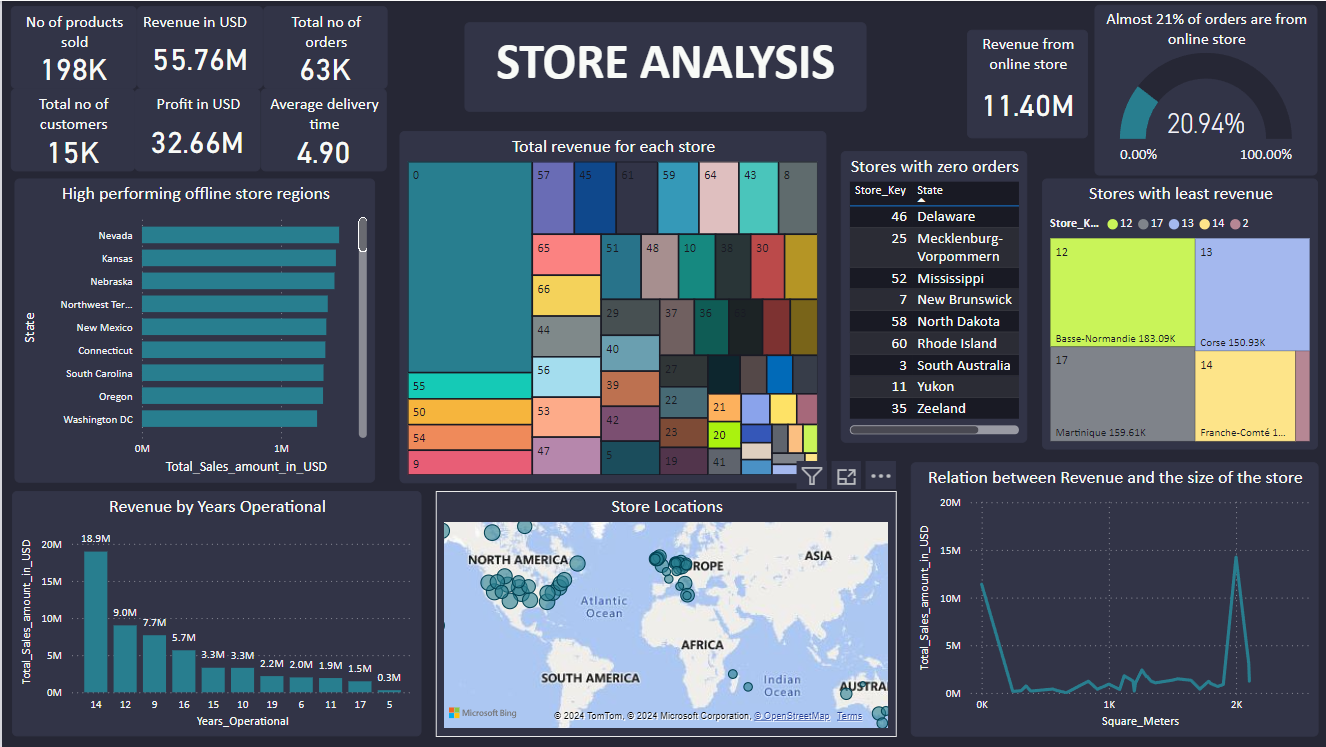 No of products
sold
198K
Revenue in USD
55.76M
Total no of
orders
63K
Total no of
customers
15K
Profit in USD
32.66M
Average delivery
time
4.90
STORE ANALYSIS
Revenue from
online store
11.40M
Almost 21% of orders are from
online store
20.94%
0.00%
100.00%
High performing offline store regions
State
Nevada
Kansas
Nebraska
Northwest Ter...
New Mexico
Connecticut
South Carolina
Oregon
Washington DC
0M
1M
Total_Sales_amount_in_USD
Total revenue for each store
0
57
45
61
59
64
43
8
65
51
48
10
38
30
66
29
37
36
44
40
56
27
39
22
21
55
50
53
42
23
20
54
47
5
19
41
9
Stores with zero orders
Store_Key State
46 Delaware
25 Mecklenburg-
Vorpommern
52 Mississippi
7 New Brunswick
58 North Dakota
60 Rhode Island
3 South Australia
11 Yukon
35 Zeeland
Stores with least revenue
Store_K... 12 17 13 14 2
12
Basse-Normandie 183.09K
13
Corse 150.93K
17
Martinique 159.61K
14
Franche-Comté 1...
Revenue by Years Operational
Total_Sales_amount_in_USD
20M
15M
10M
5M
0M
18.9M
9.0M
7.7M
5.7M
3.3M
3.3M
2.2M
2.0M
1.9M
1.5M
0.3M
14 12 9 16 15 10 19 6 11 17 5
Years_Operational
Store Locations
NORTH AMERICA
ROPE
ASIA
Atlantic
Ocean
AFRICA
SOUTH AMERICA
Indian
Ocean
AUSTRA
Microsoft Bing
© 2024 TomTom, © 2024 Microsoft Corporation, © OpenStreetMap Terms
Relation between Revenue and the size of the store
Total_Sales_amount_in_USD
20M
15M
10M
5M
0M
0K
1K
2K
Square_Meters